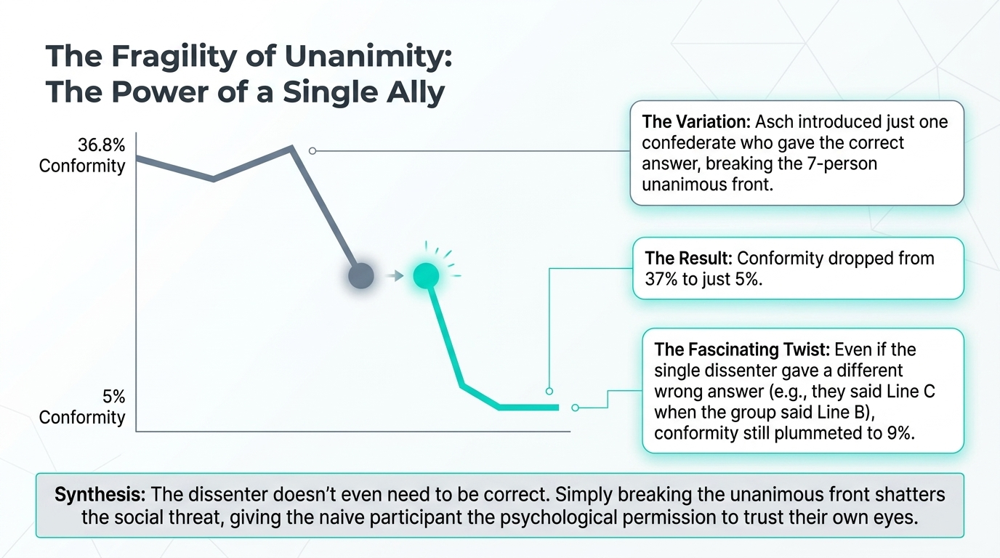 The Fragility of Unanimity:
The Power of a Single Ally
36.8%
Conformity
5%
Conformity
The Variation: Asch introduced just one
confederate who gave the correct
answer, breaking the 7-person
unanimous front.
The Result: Conformity dropped from
37% to just 5%.
The Fascinating Twist: Even if the
single dissenter gave a different
wrong answer (e.g., they said Line C
when the group said Line B),
conformity still plummeted to 9%.
Synthesis: The dissenter doesn't even need to be correct. Simply breaking the unanimous front shatters
the social threat, giving the naive participant the psychological permission to trust their own eyes.